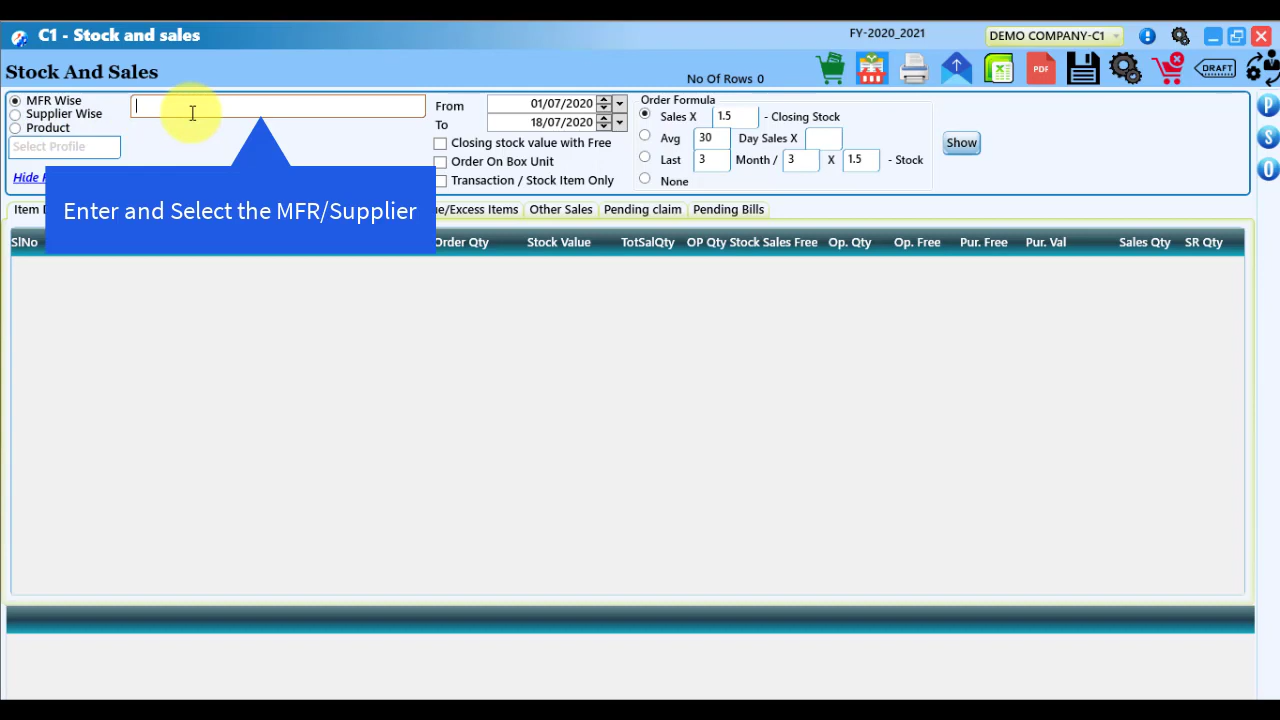 C1 - Stock and sales
FY-2020_2021
DEMO COMPANY-C1
Stock And Sales
No Of Rows 0
PDF
DRAFT
MFR Wise
Supplier Wise
Product
Select Profile
From 01/07/2020
To 18/07/2020
Closing stock value with Free
Order On Box Unit
Transaction / Stock Item Only
Order Formula
Sales X 1.5 - Closing Stock
Avg 30 Day Sales X
Last 3 Month / 3 X 1.5 - Stock
None
Show
P
S
O
Hide
Enter and Select the MFR/Supplier
Item
e/Excess Items Other Sales Pending claim Pending Bills
SlNo Order Qty Stock Value TotSalQty OP Qty Stock Sales Free Op. Qty Op. Free Pur. Free Pur. Val Sales Qty SR Qty